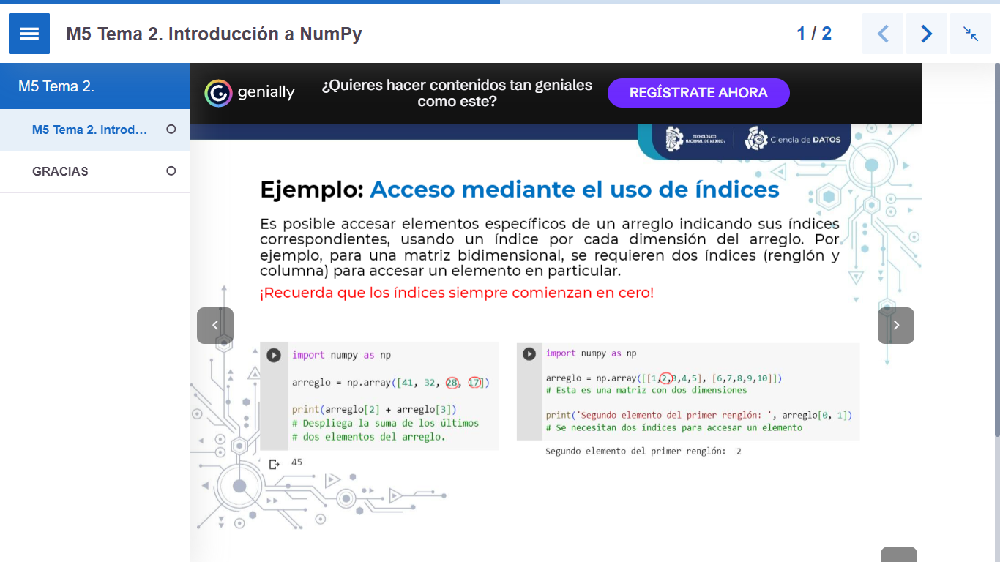 M5 Tema 2. Introducción a NumPy
1 / 2
M5 Tema 2.
M5 Tema 2. Introd...
GRACIAS
genially
¿Quieres hacer contenidos tan geniales
como este?
REGÍSTRATE AHORA
TECNOLÓGICO
NACIONAL DE MÉXICO.
Ciencia de DATOS
Ejemplo: Acceso mediante el uso de índices
Es posible accesar elementos específicos de un arreglo indicando sus índices
correspondientes, usando un índice por cada dimensión del arreglo. Por
ejemplo, para una matriz bidimensional, se requieren dos índices (renglón y
columna) para accesar un elemento en particular.
¡Recuerda que los índices siempre comienzan en cero!
import numpy as np
arreglo = np.array([41, 32, 28, 17])
print(arreglo[2] + arreglo[3])
# Despliega la suma de los últimos
# dos elementos del arreglo.
45
import numpy as np
arreglo = np.array([[1,2,3,4,5], [6,7,8,9,10]])
# Esta es una matriz con dos dimensiones
print('Segundo elemento del primer renglón: ', arreglo[0, 1])
# Se necesitan dos índices para accesar un elemento
Segundo elemento del primer renglón:  2